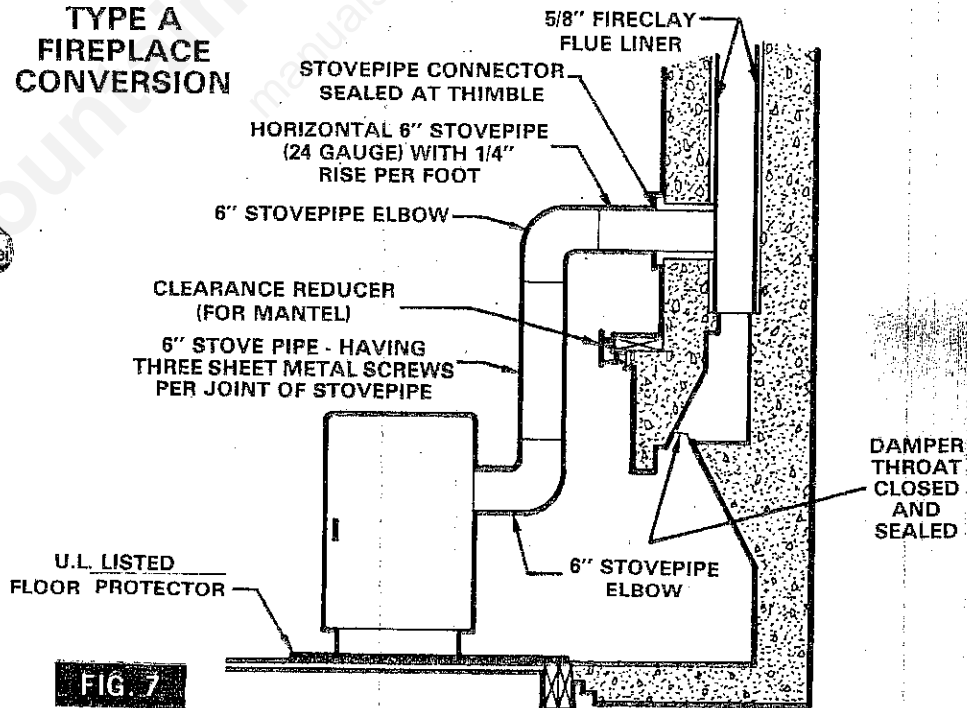 TYPE A
FIREPLACE
CONVERSION
5/8" FIRECLAY
FLUE LINER
STOVEPIPE CONNECTOR
SEALED AT THIMBLE
HORIZONTAL 6" STOVEPIPE
(24 GAUGE) WITH 1/4"
RISE PER FOOT
6" STOVEPIPE ELBOW
CLEARANCE REDUCER
(FOR MANTEL)
6" STOVE PIPE - HAVING
THREE SHEET METAL SCREWS
PER JOINT OF STOVEPIPE
DAMPER
THROAT
CLOSED
AND
SEALED
6" STOVEPIPE
ELBOW
U.L. LISTED
FLOOR PROTECTOR
FIG. 7